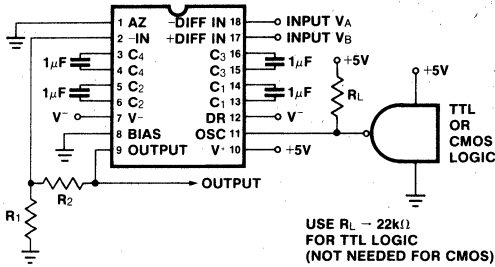 1 AZ -DIFF IN 18 INPUT VA
2 -IN +DIFF IN 17 INPUT VB
3 C4 C3 16 +5V
1μF 1μF
4 C4 C3 15
5 C2 C1 14 RL +5V
1μF 1μF
6 C2 C1 13
V- 7 V- DR 12 V-
8 BIAS OSC 11
9 OUTPUT V+ 10 +5V
TTL
OR
CMOS
LOGIC
OUTPUT
R2
R1
USE RL - 22kΩ
FOR TTL LOGIC
(NOT NEEDED FOR CMOS)